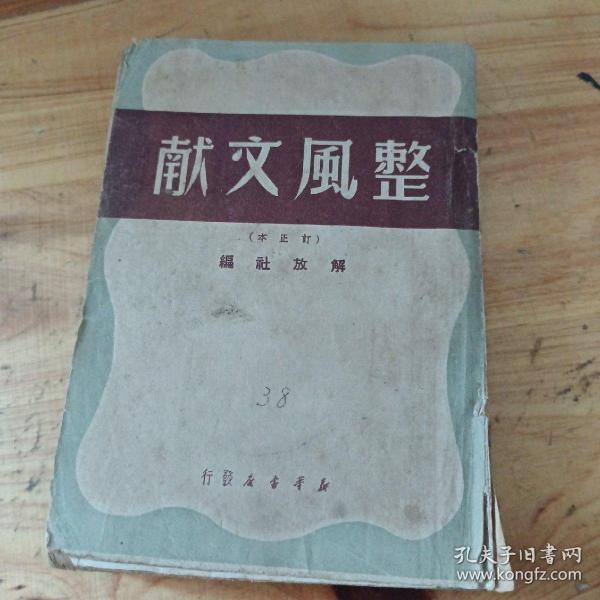 整風文献
(訂正本)
解放社編
38
新華書店發行
孔夫子旧书网
www.kongfz.com